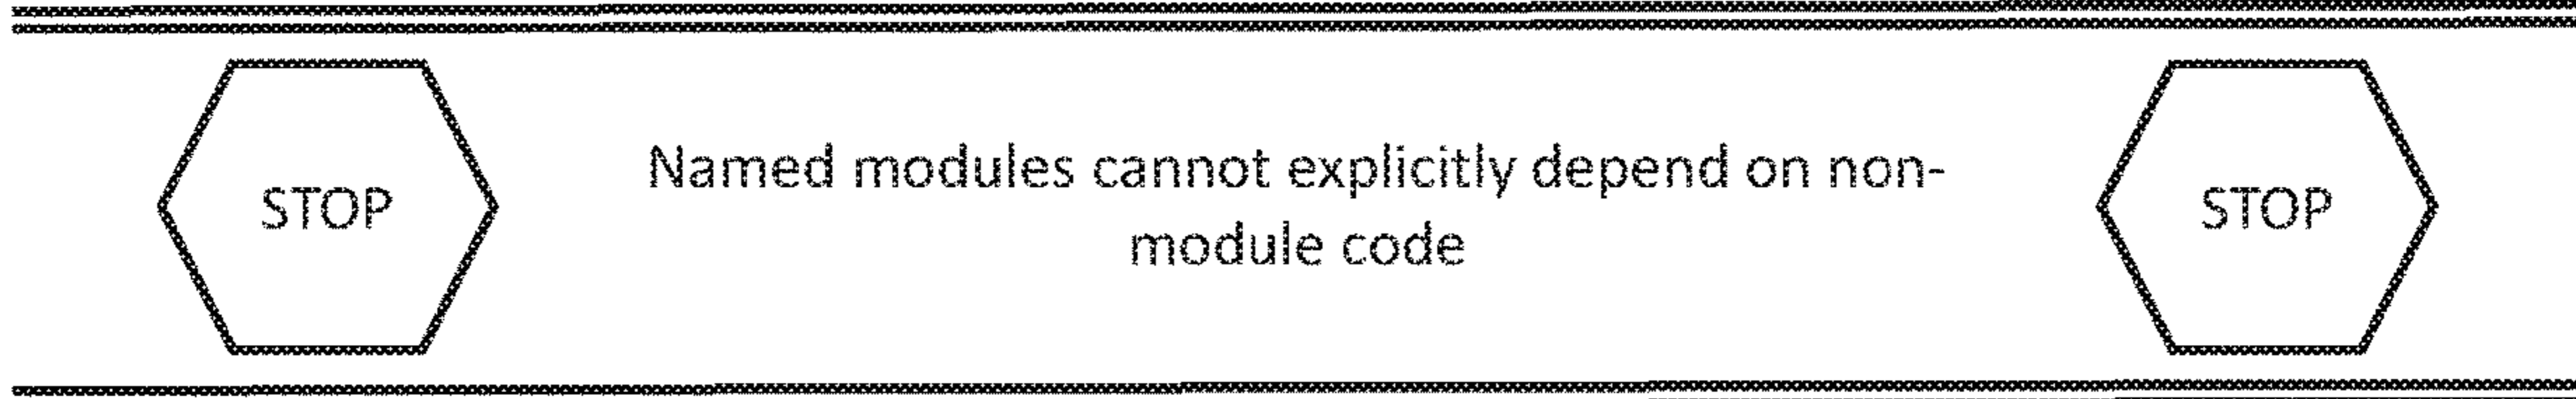 STOP
Named modules cannot explicitly depend on non-
module code
STOP